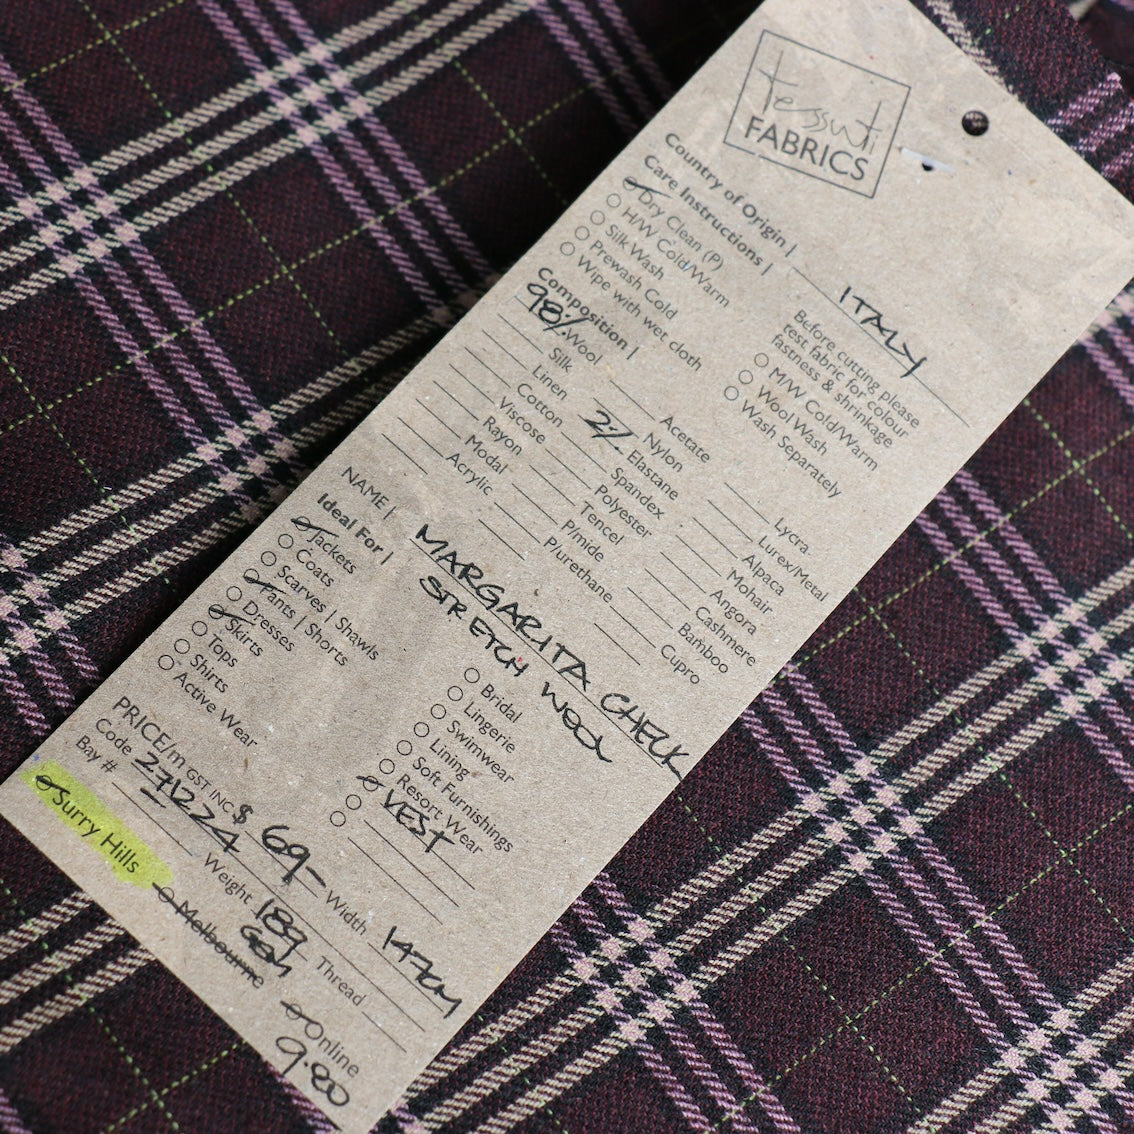 tessuti
FABRICS
Country of Origin | ITALY
Care Instructions |
Dry Clean (P)
H/W Cold/Warm
Silk Wash
Prewash Cold
Wipe with wet cloth
Before cutting please
test fabric for colour
fastness & shrinkage
M/W Cold/Warm
Wool Wash
Wash Separately
Composition |
98% Wool
Silk
Linen
Cotton
Viscose
Rayon
Modal
Acrylic
Acetate
Nylon
2% Elastane
Spandex
Polyester
Tencel
P/mide
P/urethane
Lycra
Lurex/Metal
Alpaca
Mohair
Angora
Cashmere
Bamboo
Cupro
NAME | MARGARITA CHECK
STRETCH WOOL
Ideal For |
Jackets
Coats
Scarves | Shawls
Pants | Shorts
Dresses
Skirts
Tops
Shirts
Active Wear
Bridal
Lingerie
Swimwear
Lining
Soft Furnishings
Resort Wear
VEST
PRICE/m GST INC $ 69- Width 147cm
Code 271224 Weight 189 GSM Thread
Bay #
Surry Hills Melbourne Online
9.80